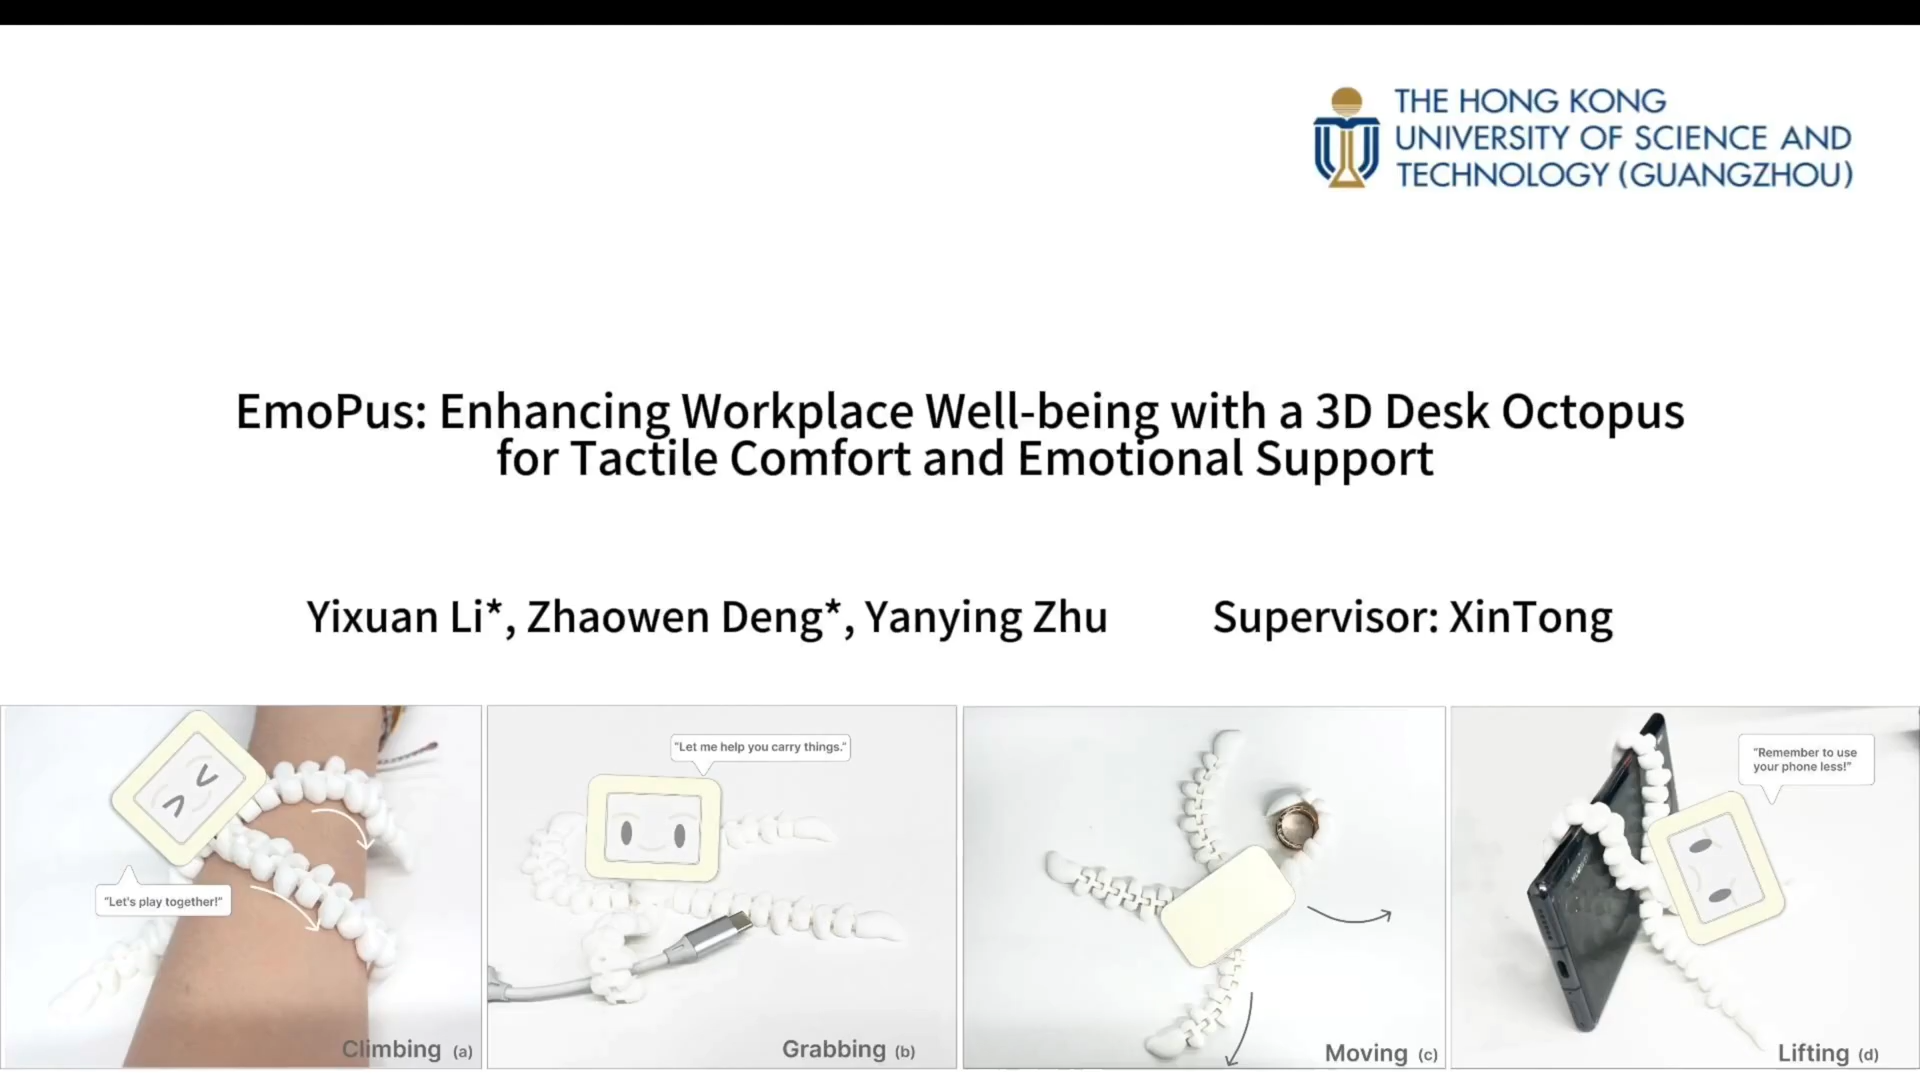 THE HONG KONG
UNIVERSITY OF SCIENCE AND
TECHNOLOGY (GUANGZHOU)
EmoPus: Enhancing Workplace Well-being with a 3D Desk Octopus
for Tactile Comfort and Emotional Support
Yixuan Li*, Zhaowen Deng*, Yanying Zhu Supervisor: XinTong
"Let's play together!"
Climbing (a)
"Let me help you carry things."
Grabbing (b)
Moving (c)
"Remember to use
your phone less!"
Lifting (d)